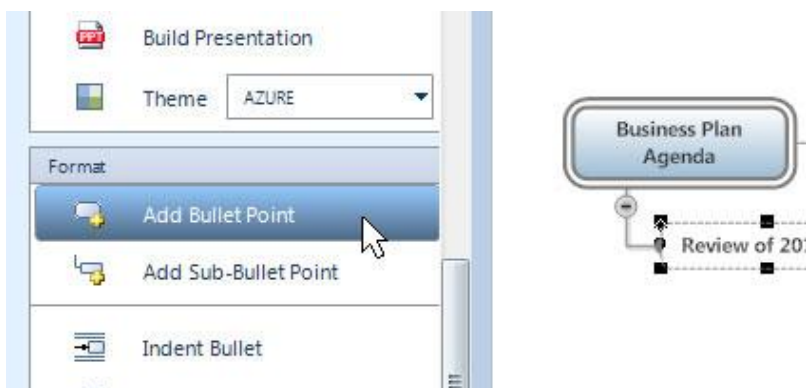 PPT
Build Presentation
Theme
AZURE
Format
Add Bullet Point
Add Sub-Bullet Point
Indent Bullet
Business Plan
Agenda
Review of